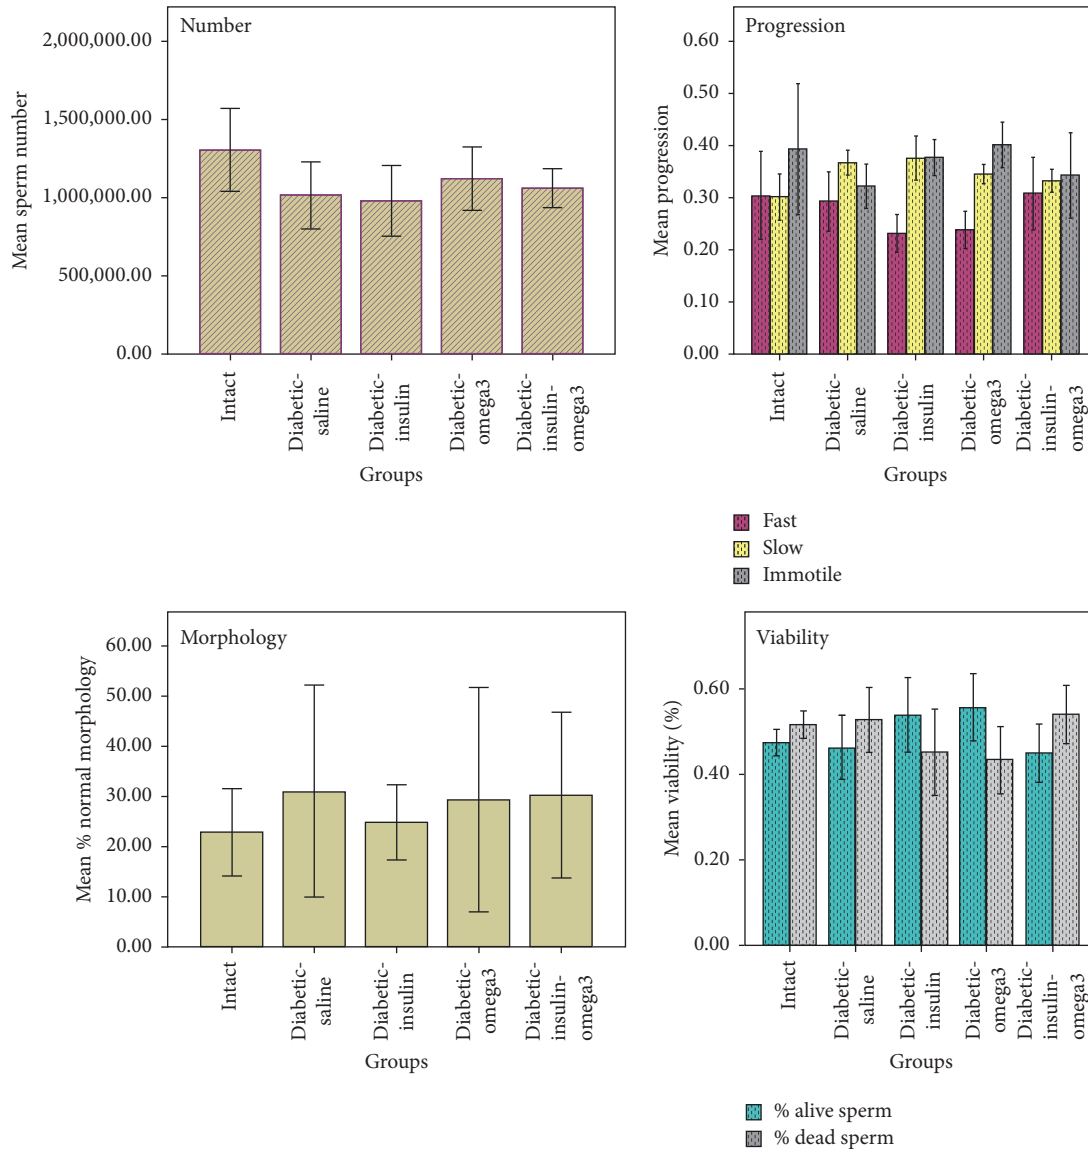 Number
2,000,000.00
1,500,000.00
1,000,000.00
500,000.00
0.00
Mean sperm number
Intact
Diabetic-
saline
Diabetic-
insulin
Diabetic-
omega3
Diabetic-
insulin-
omega3
Groups
Progression
0.60
0.50
0.40
0.30
0.20
0.10
0.00
Mean progression
Intact
Diabetic-
saline
Diabetic-
insulin
Diabetic-
omega3
Diabetic-
insulin-
omega3
Groups
Fast
Slow
Immotile
Morphology
60.00
50.00
40.00
30.00
20.00
10.00
0.00
Mean % normal morphology
Intact
Diabetic-
saline
Diabetic-
insulin
Diabetic-
omega3
Diabetic-
insulin-
omega3
Groups
Viability
0.60
0.40
0.20
0.00
Mean viability (%)
Intact
Diabetic-
saline
Diabetic-
insulin
Diabetic-
omega3
Diabetic-
insulin-
omega3
Groups
% alive sperm
% dead sperm